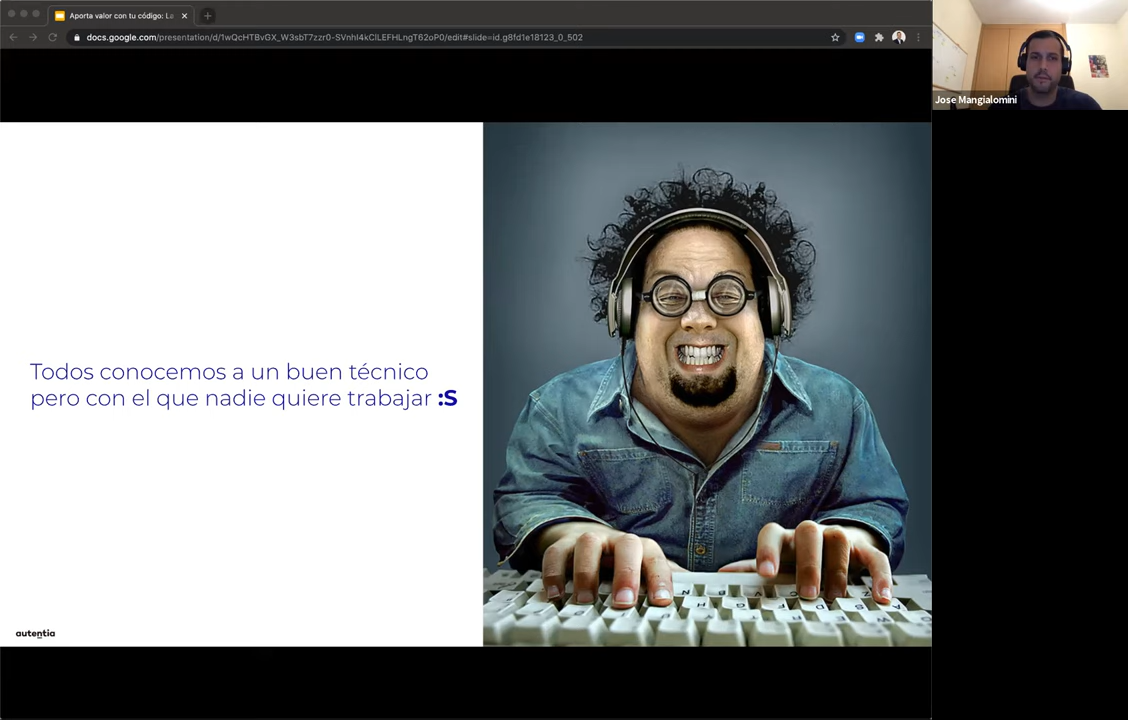 Aporta valor con tu código: La
docs.google.com/presentation/d/1wQcHTBvGX_W3sbT7zzr0-SVnhI4kCILEFHLngT62oP0/edit#slide=id.g8fd1e18123_0_502
Jose Mangialomini
Todos conocemos a un buen técnico
pero con el que nadie quiere trabajar :S
autentia